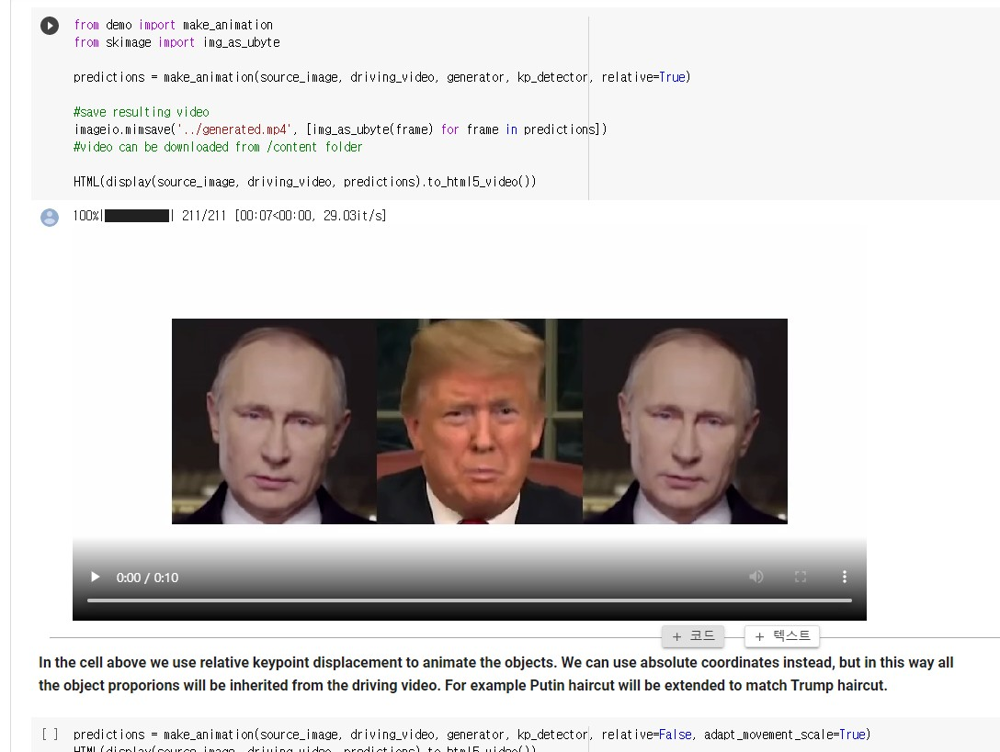 from demo import make_animation
from skimage import img_as_ubyte
predictions = make_animation(source_image, driving_video, generator, kp_detector, relative=True)
#save resulting video
imageio.mimsave('../generated.mp4', [img_as_ubyte(frame) for frame in predictions])
#video can be downloaded from /content folder
HTML(display(source_image, driving_video, predictions).to_html5_video())
100%|██████████| 211/211 [00:07<00:00, 29.03it/s]
0:00 / 0:10
+ 코드 + 텍스트
In the cell above we use relative keypoint displacement to animate the objects. We can use absolute coordinates instead, but in this way all
the object proporions will be inherited from the driving video. For example Putin haircut will be extended to match Trump haircut.
[ ] predictions = make_animation(source_image, driving_video, generator, kp_detector, relative=False, adapt_movement_scale=True)
HTML(display(source_image, driving_video, predictions).to_html5_video())